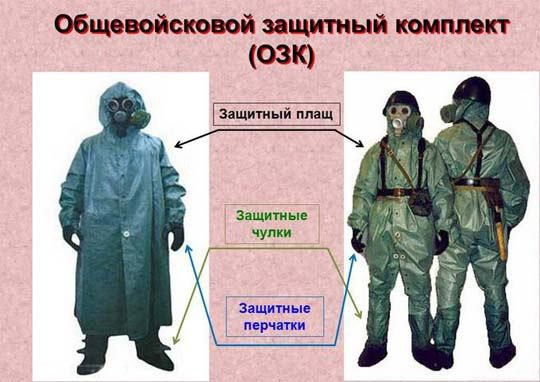 Общевойсковой защитный комплект
(ОЗК)
Защитный плащ
Защитные
чулки
Защитные
перчатки